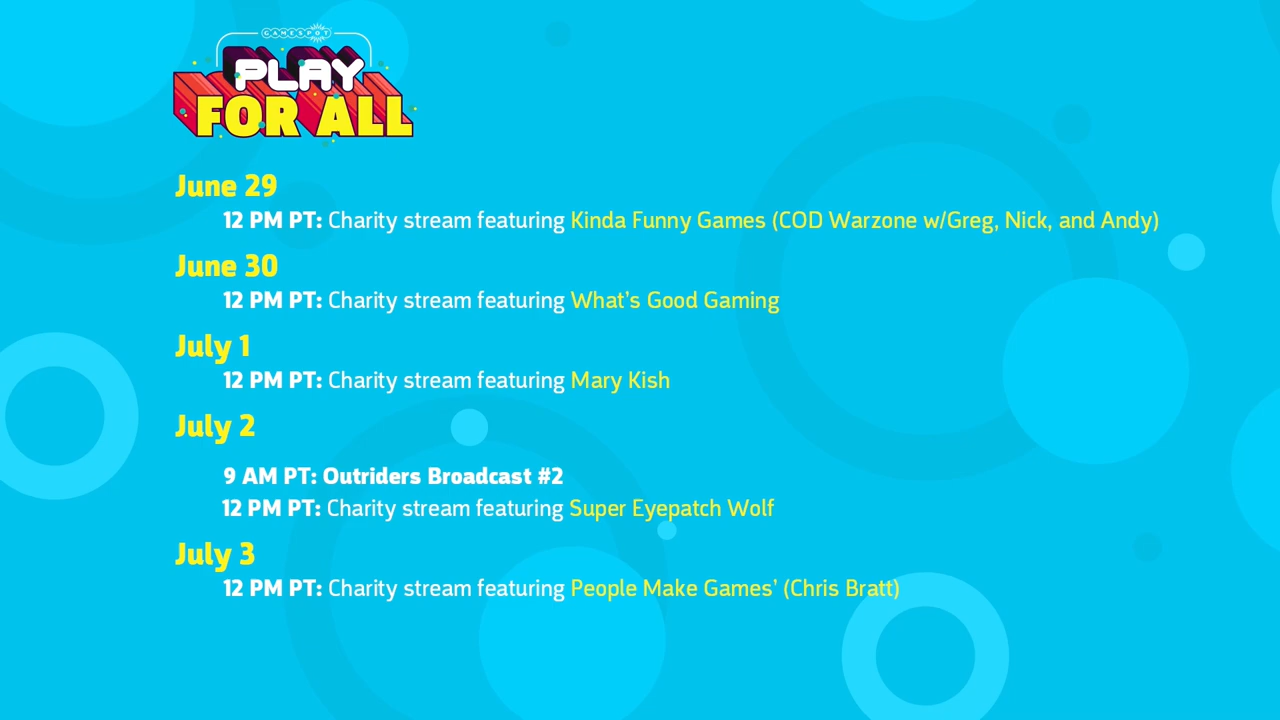 GAMESPOT
PLAY
FOR ALL
June 29
12 PM PT: Charity stream featuring Kinda Funny Games (COD Warzone w/Greg, Nick, and Andy)
June 30
12 PM PT: Charity stream featuring What's Good Gaming
July 1
12 PM PT: Charity stream featuring Mary Kish
July 2
9 AM PT: Outriders Broadcast #2
12 PM PT: Charity stream featuring Super Eyepatch Wolf
July 3
12 PM PT: Charity stream featuring People Make Games' (Chris Bratt)